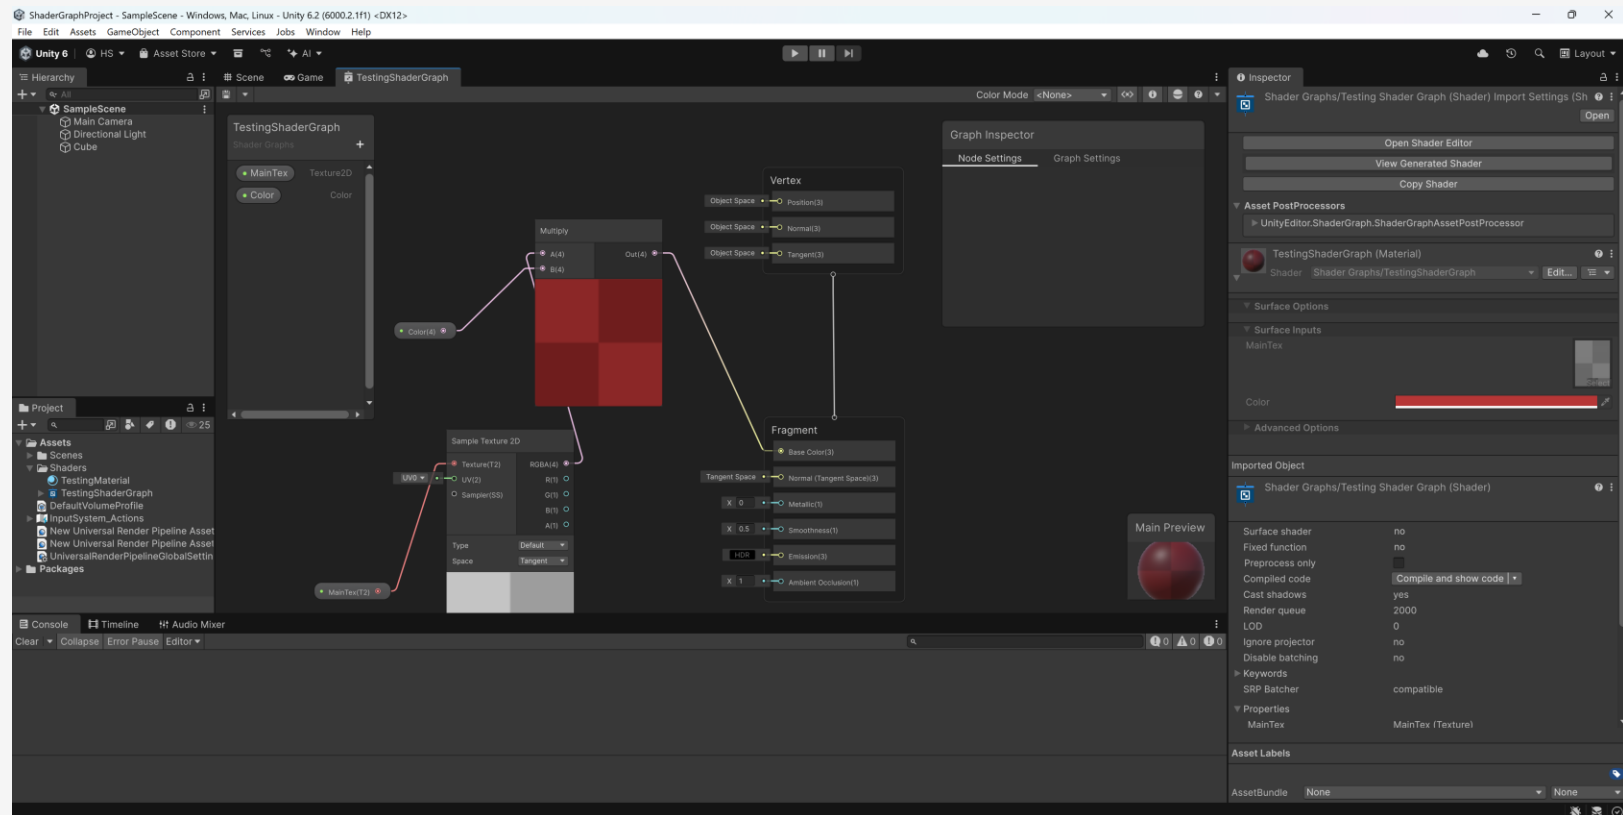 ShaderGraphProject - SampleScene - Windows, Mac, Linux - Unity 6.2 (6000.2.1f1) <DX12>
File Edit Assets GameObject Component Services Jobs Window Help
Unity 6 HS Asset Store AI Layout
Hierarchy
All
SampleScene
Main Camera
Directional Light
Cube
Project
25
Assets
Scenes
Shaders
TestingMaterial
TestingShaderGraph
DefaultVolumeProfile
InputSystem_Actions
New Universal Render Pipeline Asset
New Universal Render Pipeline Asset
UniversalRenderPipelineGlobalSettin
Packages
Scene Game TestingShaderGraph
Color Mode <None>
TestingShaderGraph
Shader Graphs
MainTex Texture2D
Color Color
Color(4)
MainTex(T2)
Multiply
A(4) Out(4)
B(4)
Sample Texture 2D
Texture(T2) RGBA(4)
UV0 UV(2) R(1)
Sampler(SS) G(1)
B(1)
A(1)
Type Default
Space Tangent
Vertex
Object Space Position(3)
Object Space Normal(3)
Object Space Tangent(3)
Fragment
Base Color(3)
Tangent Space Normal (Tangent Space)(3)
X 0 Metallic(1)
X 0.5 Smoothness(1)
HDR Emission(3)
X 1 Ambient Occlusion(1)
Graph Inspector
Node Settings Graph Settings
Main Preview
Console Timeline Audio Mixer
Clear Collapse Error Pause Editor
0 0 0
Inspector
Shader Graphs/Testing Shader Graph (Shader) Import Settings (Sh
Open
Open Shader Editor
View Generated Shader
Copy Shader
Asset PostProcessors
UnityEditor.ShaderGraph.ShaderGraphAssetPostProcessor
TestingShaderGraph (Material)
Shader Shader Graphs/TestingShaderGraph Edit...
Surface Options
Surface Inputs
MainTex
Select
Color
Advanced Options
Imported Object
Shader Graphs/Testing Shader Graph (Shader)
Surface shader no
Fixed function no
Preprocess only
Compiled code Compile and show code
Cast shadows yes
Render queue 2000
LOD 0
Ignore projector no
Disable batching no
Keywords
SRP Batcher compatible
Properties
MainTex MainTex (Texture)
Asset Labels
AssetBundle None None